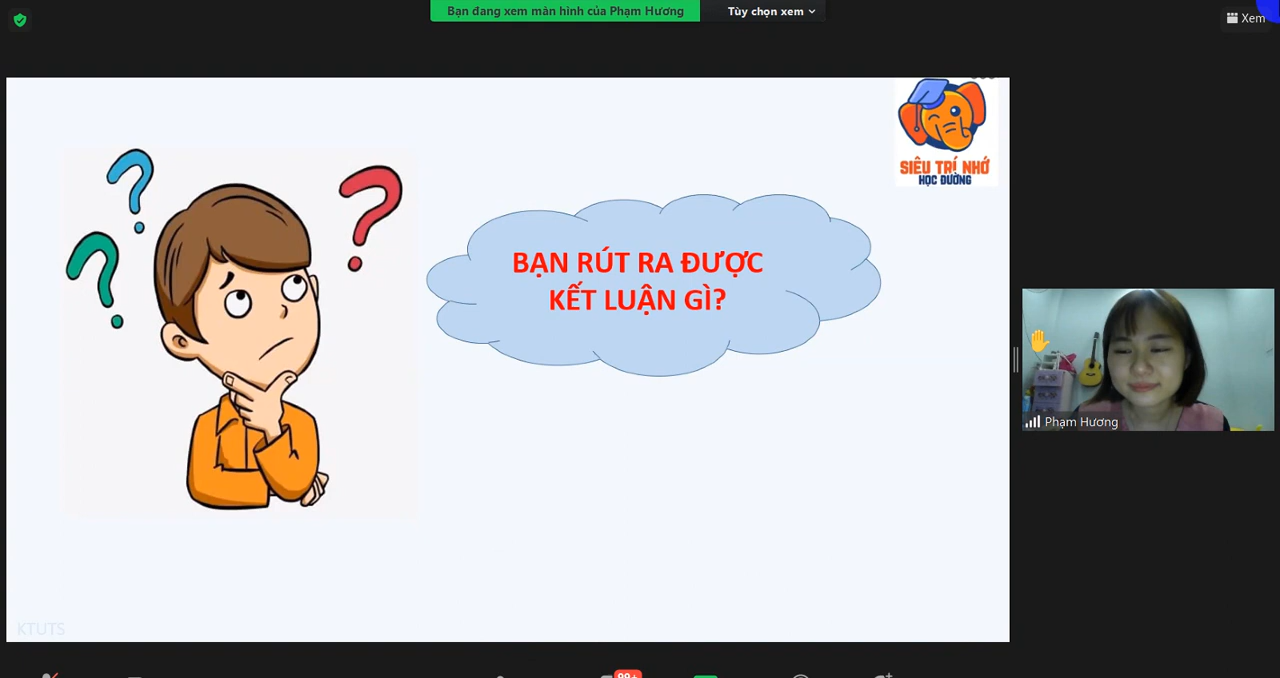 Bạn đang xem màn hình của Phạm Hương
Tùy chọn xem
Xem
SIÊU TRÍ NHỚ
HỌC ĐƯỜNG
BẠN RÚT RA ĐƯỢC
KẾT LUẬN GÌ?
Phạm Hương
KTUTS
99+